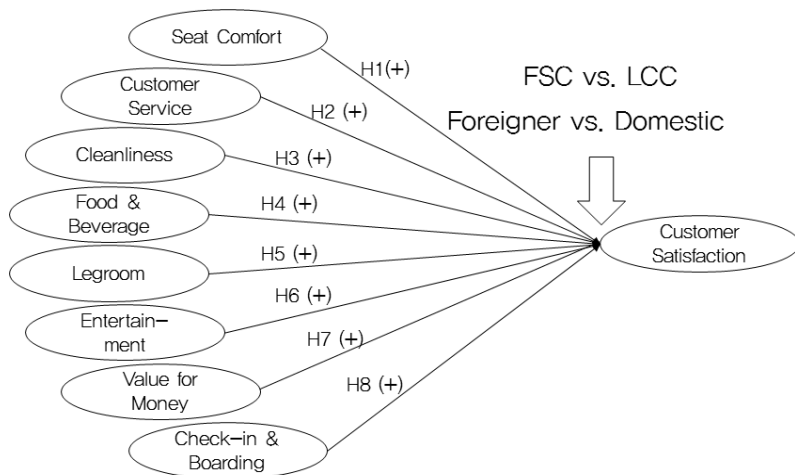 Seat Comfort
H1(+)
FSC vs. LCC
Foreigner vs. Domestic
Customer
Service
H2 (+)
Cleanliness
H3 (+)
Food &
Beverage
H4 (+)
Customer
Satisfaction
Legroom
H5 (+)
Entertain-
ment
H6 (+)
Value for
Money
H7 (+)
Check-in &
Boarding
H8 (+)